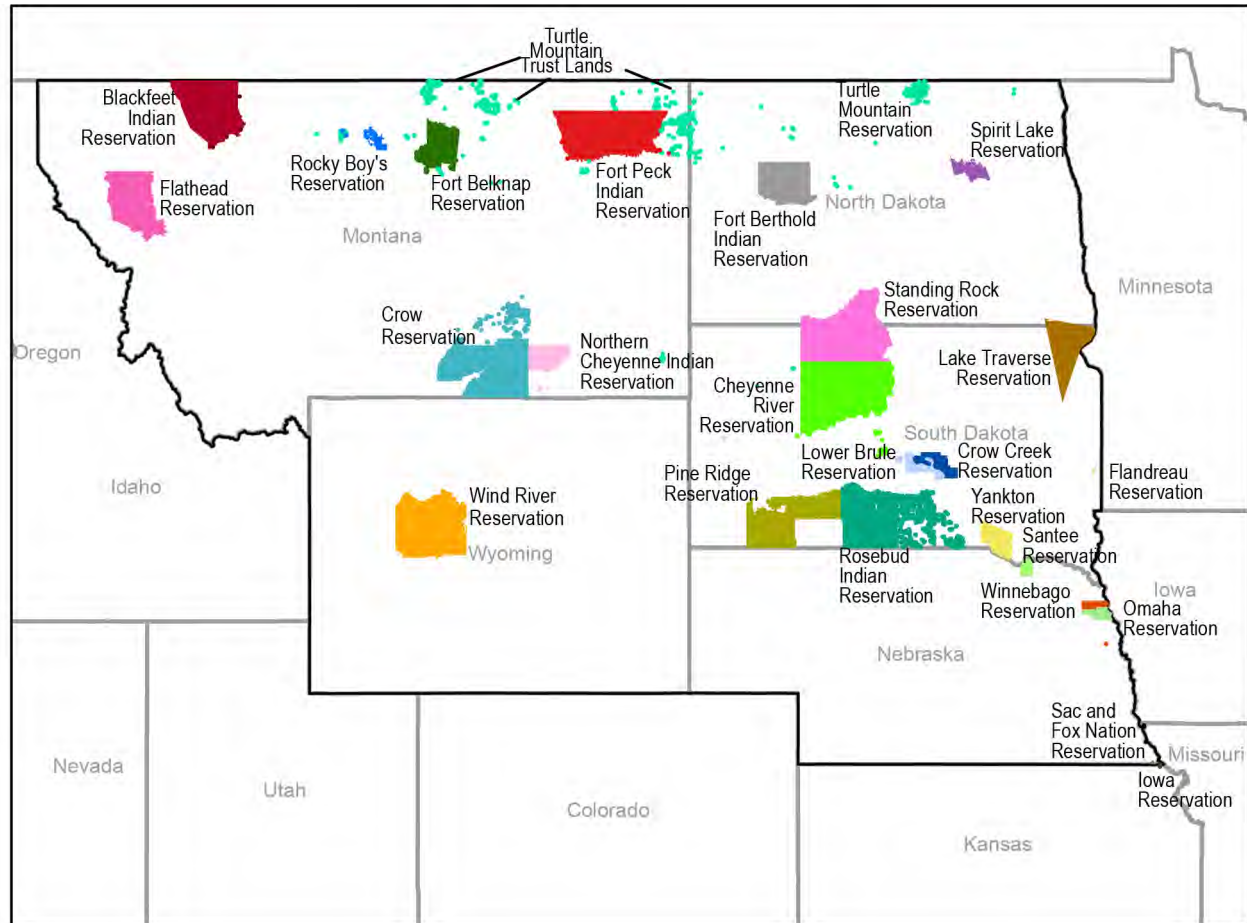 Turtle
Mountain
Trust Lands
Blackfeet
Indian
Reservation
Rocky Boy's
Reservation
Fort Belknap
Reservation
Fort Peck
Indian
Reservation
Turtle
Mountain
Reservation
Spirit Lake
Reservation
Flathead
Reservation
Fort Berthold
Indian
Reservation
North Dakota
Montana
Minnesota
Oregon
Crow
Reservation
Northern
Cheyenne Indian
Reservation
Standing Rock
Reservation
Lake Traverse
Reservation
Cheyenne
River
Reservation
South Dakota
Lower Brule
Reservation
Crow Creek
Reservation
Flandreau
Reservation
Idaho
Wind River
Reservation
Wyoming
Pine Ridge
Reservation
Yankton
Reservation
Santee
Reservation
Rosebud
Indian
Reservation
Winnebago
Reservation
Omaha
Reservation
Iowa
Nebraska
Sac and
Fox Nation
Reservation
Missouri
Iowa
Reservation
Nevada
Utah
Colorado
Kansas